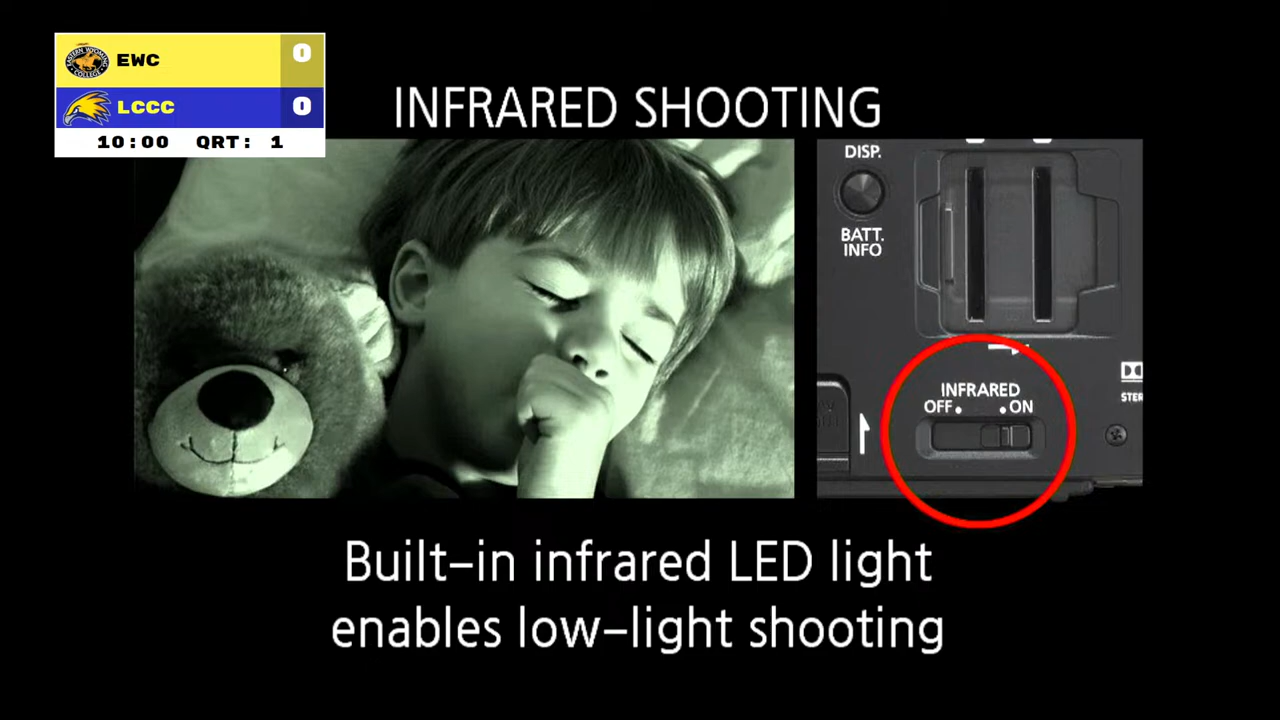 EWC 0
LCCC 0
10:00 QRT: 1
INFRARED SHOOTING
DISP.
BATT.
INFO
INFRARED
OFF ON
Built-in infrared LED light
enables low-light shooting